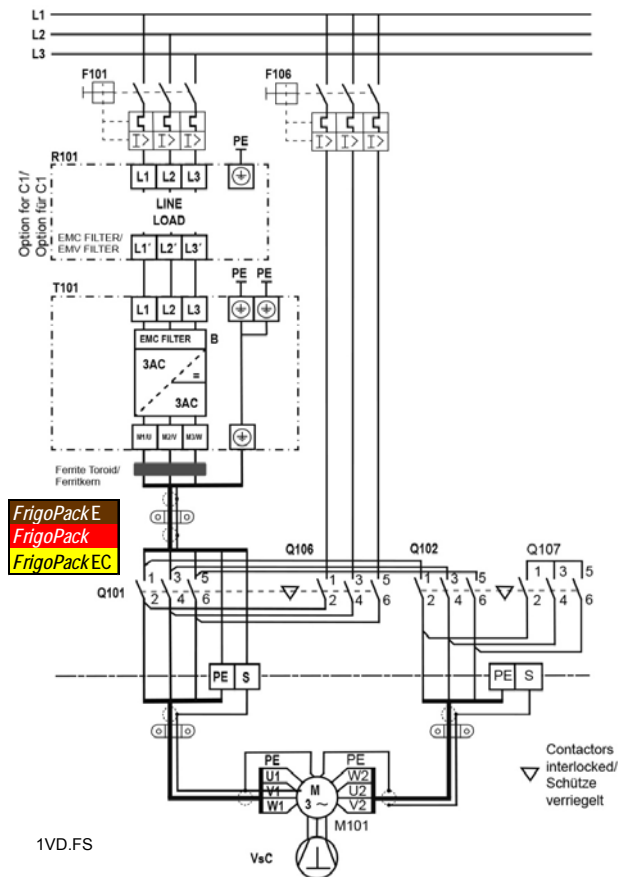 L1
L2
L3
F101
F106
R101
PE
L1 L2 L3
LINE
LOAD
Option for C1/
Option für C1
EMC FILTER/
EMV FILTER
L1´ L2´ L3´
PE PE
T101
L1 L2 L3
EMC FILTER B
3AC
=
3AC
M1/U M2/V M3/W
Ferrite Toroid/
Ferritkern
FrigoPack E
FrigoPack
FrigoPack EC
Q106 Q102 Q107
Q101
1 3 5
2 4 6
1 3 5
2 4 6
1 3 5
2 4 6
1 3 5
2 4 6
PE S
PE S
PE
U1
V1
W1
M
3 ~
PE
W2
U2
V2
M101
Contactors
interlocked/
Schütze
verriegelt
1VD.FS
VsC
I> I> I>
I> I> I>